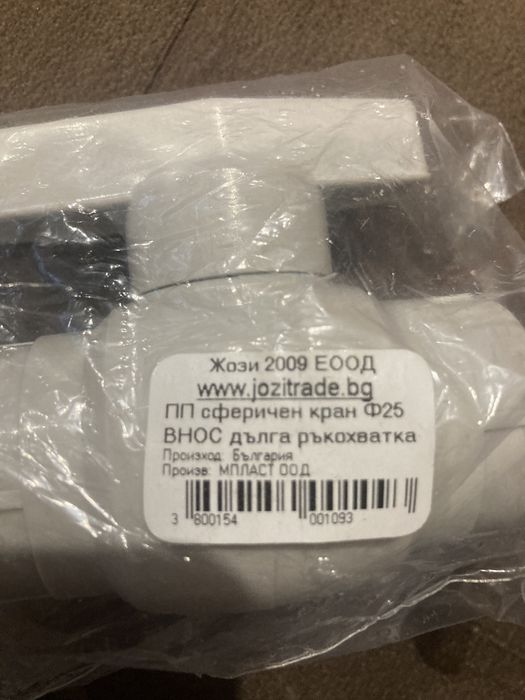 Жози 2009 ЕООД
www.jozitrade.bg
ПП сферичен кран Ф25
ВНОС дълга ръкохватка
Произход: България
Произв: МПЛАСТ ООД
3 800154 001093